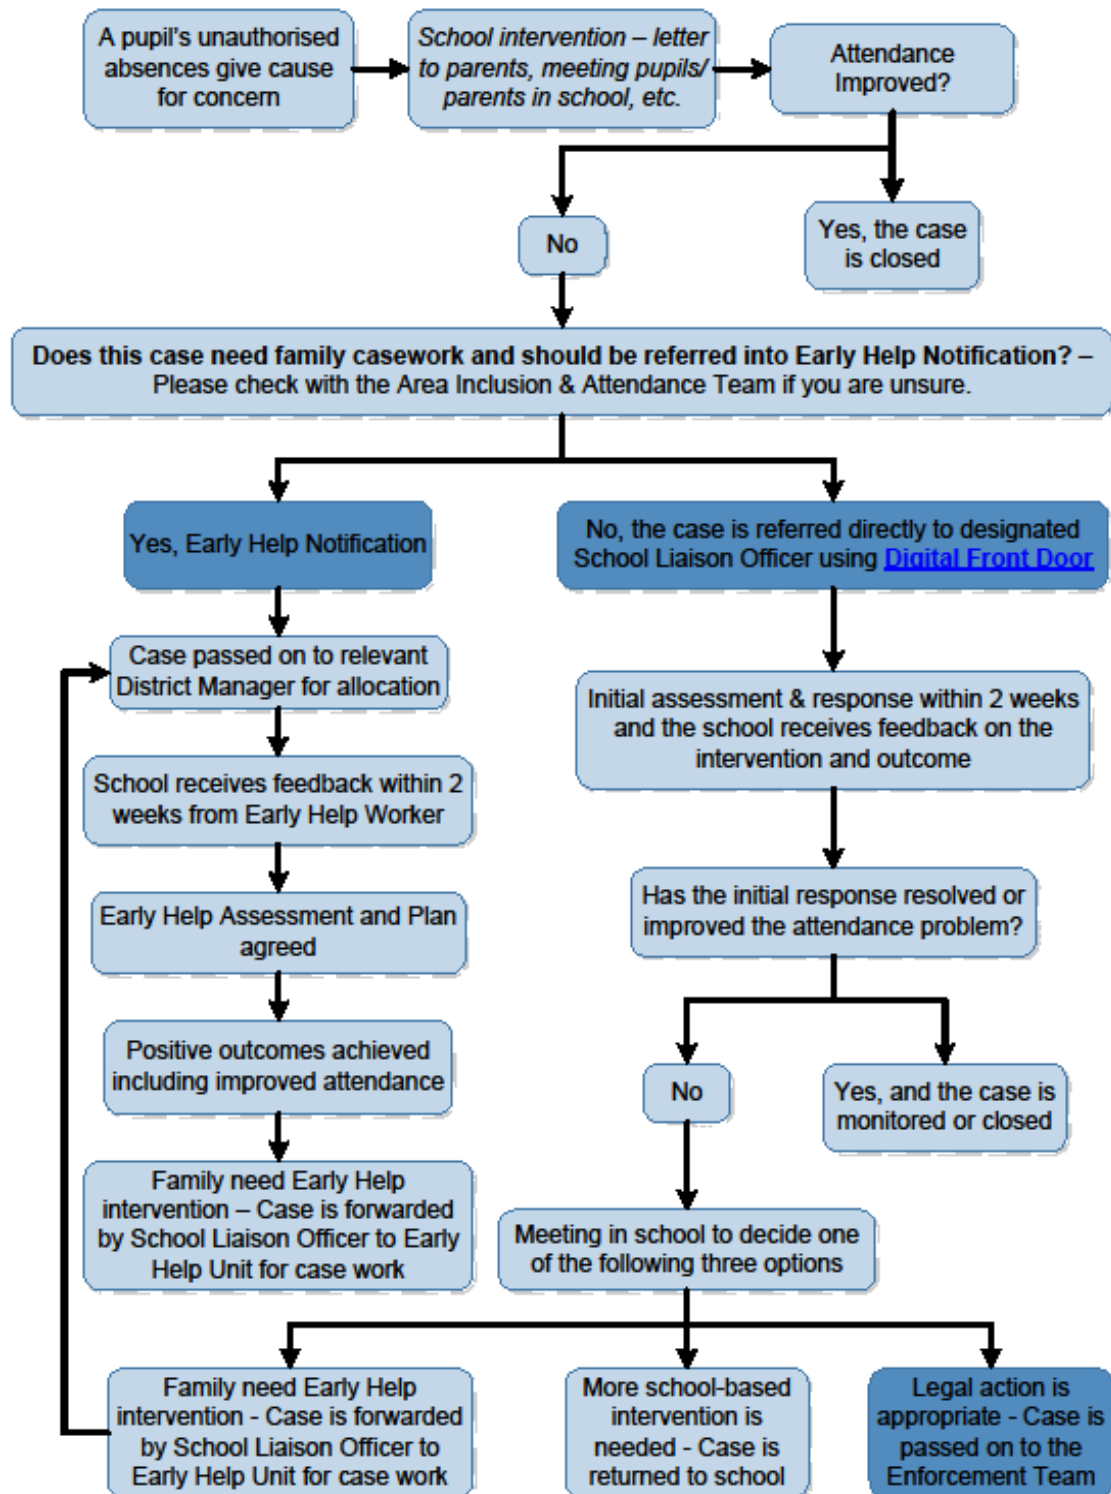 A pupil's unauthorised
absences give cause
for concern
School intervention – letter
to parents, meeting pupils/
parents in school, etc.
Attendance
Improved?
No
Yes, the case
is closed
Does this case need family casework and should be referred into Early Help Notification? –
Please check with the Area Inclusion & Attendance Team if you are unsure.
Yes, Early Help Notification
No, the case is referred directly to designated
School Liaison Officer using Digital Front Door
Case passed on to relevant
District Manager for allocation
Initial assessment & response within 2 weeks
and the school receives feedback on the
intervention and outcome
School receives feedback within 2
weeks from Early Help Worker
Has the initial response resolved or
improved the attendance problem?
Early Help Assessment and Plan
agreed
Positive outcomes achieved
including improved attendance
No
Yes, and the case is
monitored or closed
Family need Early Help
intervention – Case is forwarded
by School Liaison Officer to Early
Help Unit for case work
Meeting in school to decide one
of the following three options
Family need Early Help
intervention - Case is forwarded
by School Liaison Officer to
Early Help Unit for case work
More school-based
intervention is
needed - Case is
returned to school
Legal action is
appropriate - Case is
passed on to the
Enforcement Team